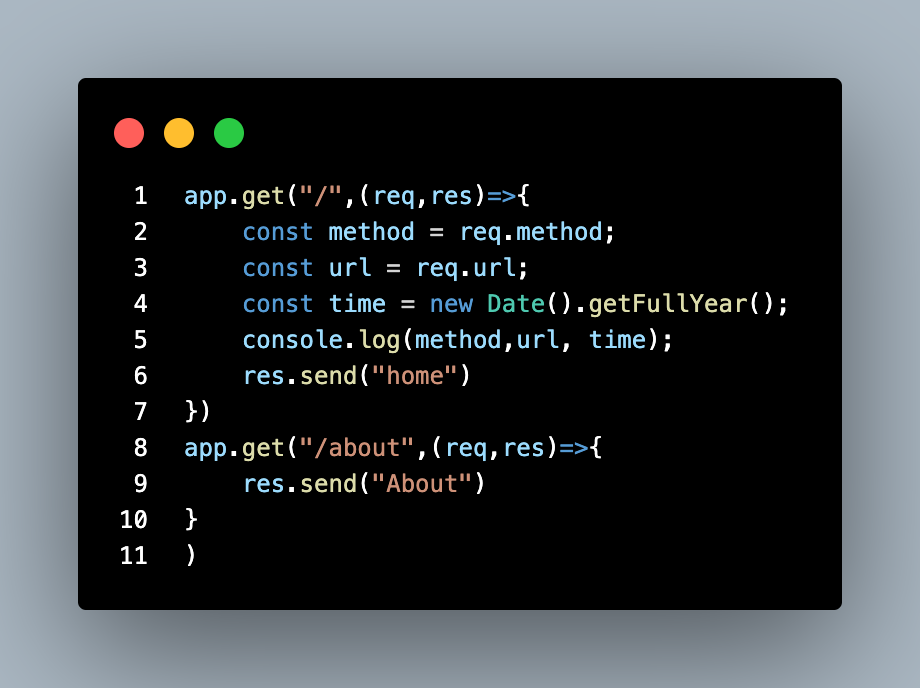 1 app.get("/",(req,res)=>{
2     const method = req.method;
3     const url = req.url;
4     const time = new Date().getFullYear();
5     console.log(method,url, time);
6     res.send("home")
7 })
8 app.get("/about",(req,res)=>{
9     res.send("About")
10 }
11 )